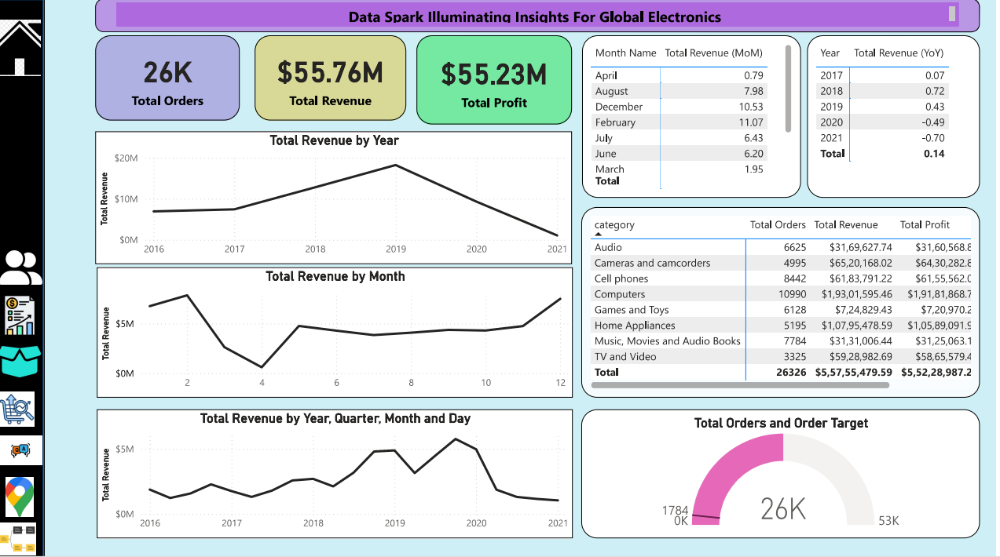 Data Spark Illuminating Insights For Global Electronics
26K
Total Orders
$55.76M
Total Revenue
$55.23M
Total Profit
Month Name Total Revenue (MoM)
April 0.79
August 7.98
December 10.53
February 11.07
July 6.43
June 6.20
March 1.95
Total
Year Total Revenue (YoY)
2017 0.07
2018 0.72
2019 0.43
2020 -0.49
2021 -0.70
Total 0.14
Total Revenue by Year
Total Revenue
$20M
$10M
$0M
2016 2017 2018 2019 2020 2021
Total Revenue by Month
Total Revenue
$5M
$0M
2 4 6 8 10 12
Total Revenue by Year, Quarter, Month and Day
Total Revenue
$5M
$0M
2016 2017 2018 2019 2020 2021
category Total Orders Total Revenue Total Profit
Audio 6625 $31,69,627.74 $31,60,568.8
Cameras and camcorders 4995 $65,20,168.02 $64,30,282.8
Cell phones 8442 $61,83,791.22 $61,55,562.0
Computers 10990 $1,93,01,595.46 $1,91,81,868.7
Games and Toys 6128 $7,24,829.43 $7,20,970.2
Home Appliances 5195 $1,07,95,478.59 $1,05,89,091.9
Music, Movies and Audio Books 7784 $31,31,006.44 $31,25,063.1
TV and Video 3325 $59,28,982.69 $58,65,579.4
Total 26326 $5,57,55,479.59 $5,52,28,987.2
Total Orders and Order Target
1784
0K
26K
53K
Q A